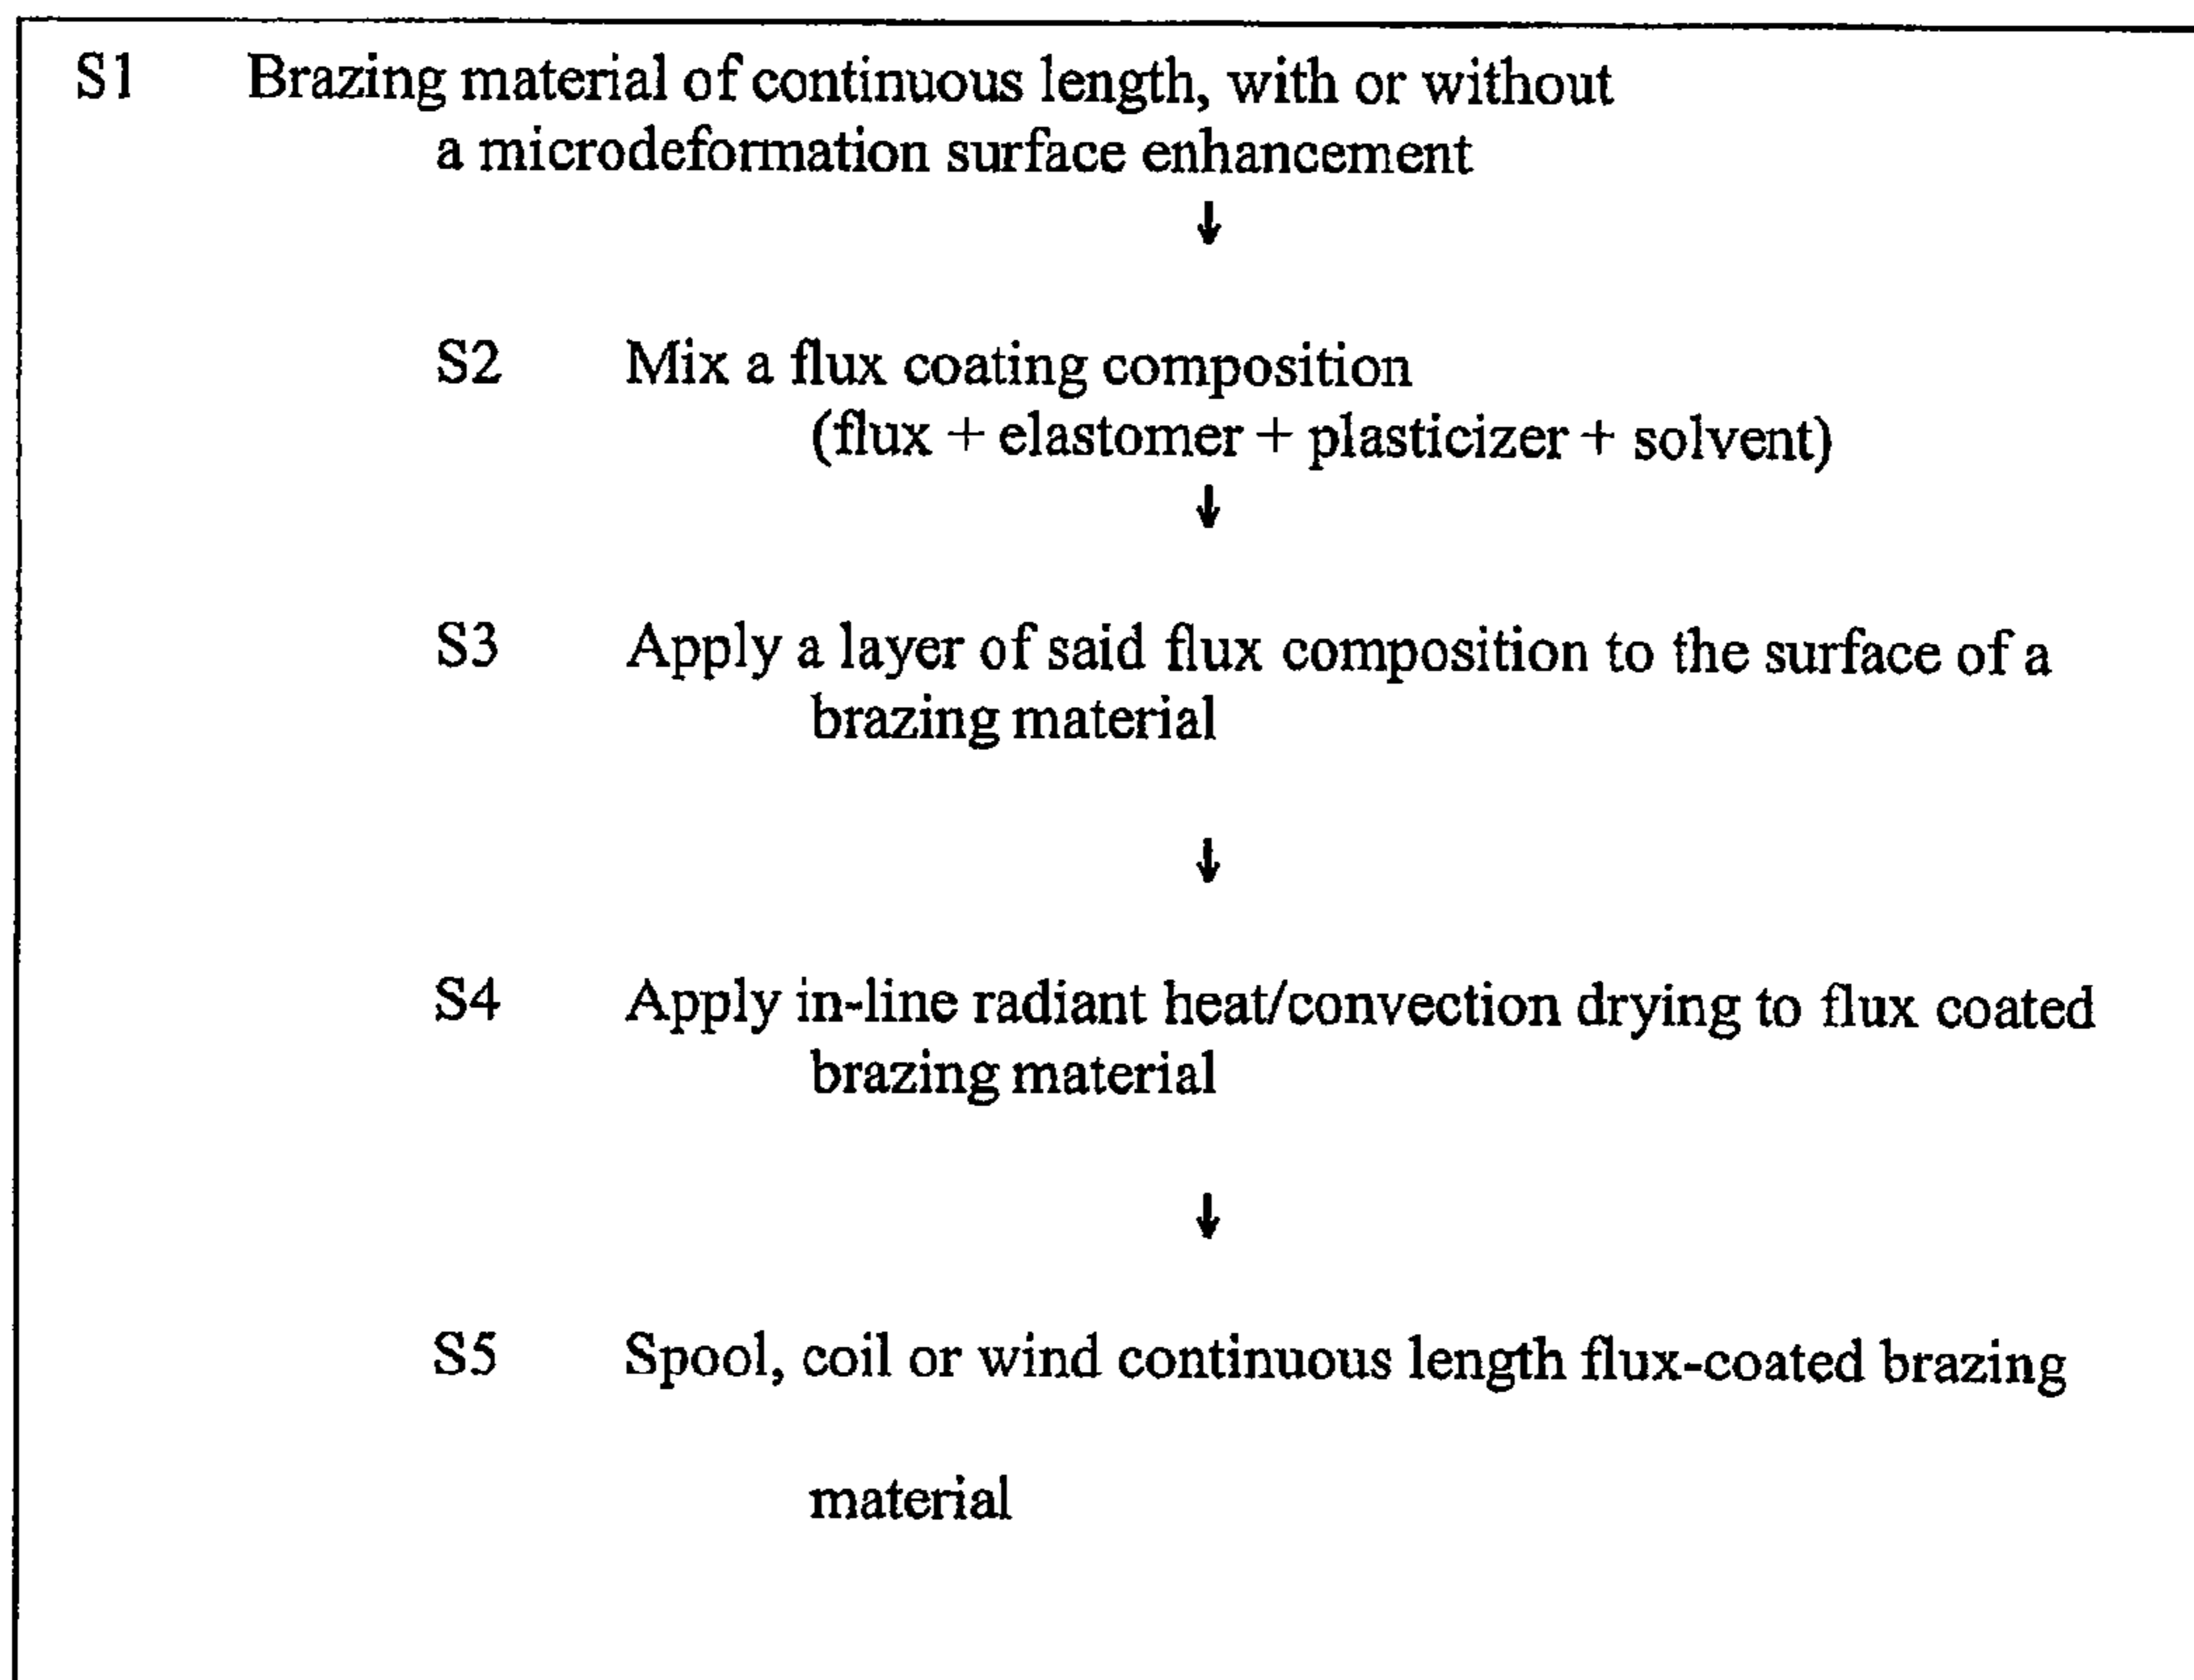 S1 Brazing material of continuous length, with or without
a microdeformation surface enhancement
↓
S2 Mix a flux coating composition
(flux + elastomer + plasticizer + solvent)
↓
S3 Apply a layer of said flux composition to the surface of a
brazing material
↓
S4 Apply in-line radiant heat/convection drying to flux coated
brazing material
↓
S5 Spool, coil or wind continuous length flux-coated brazing
material